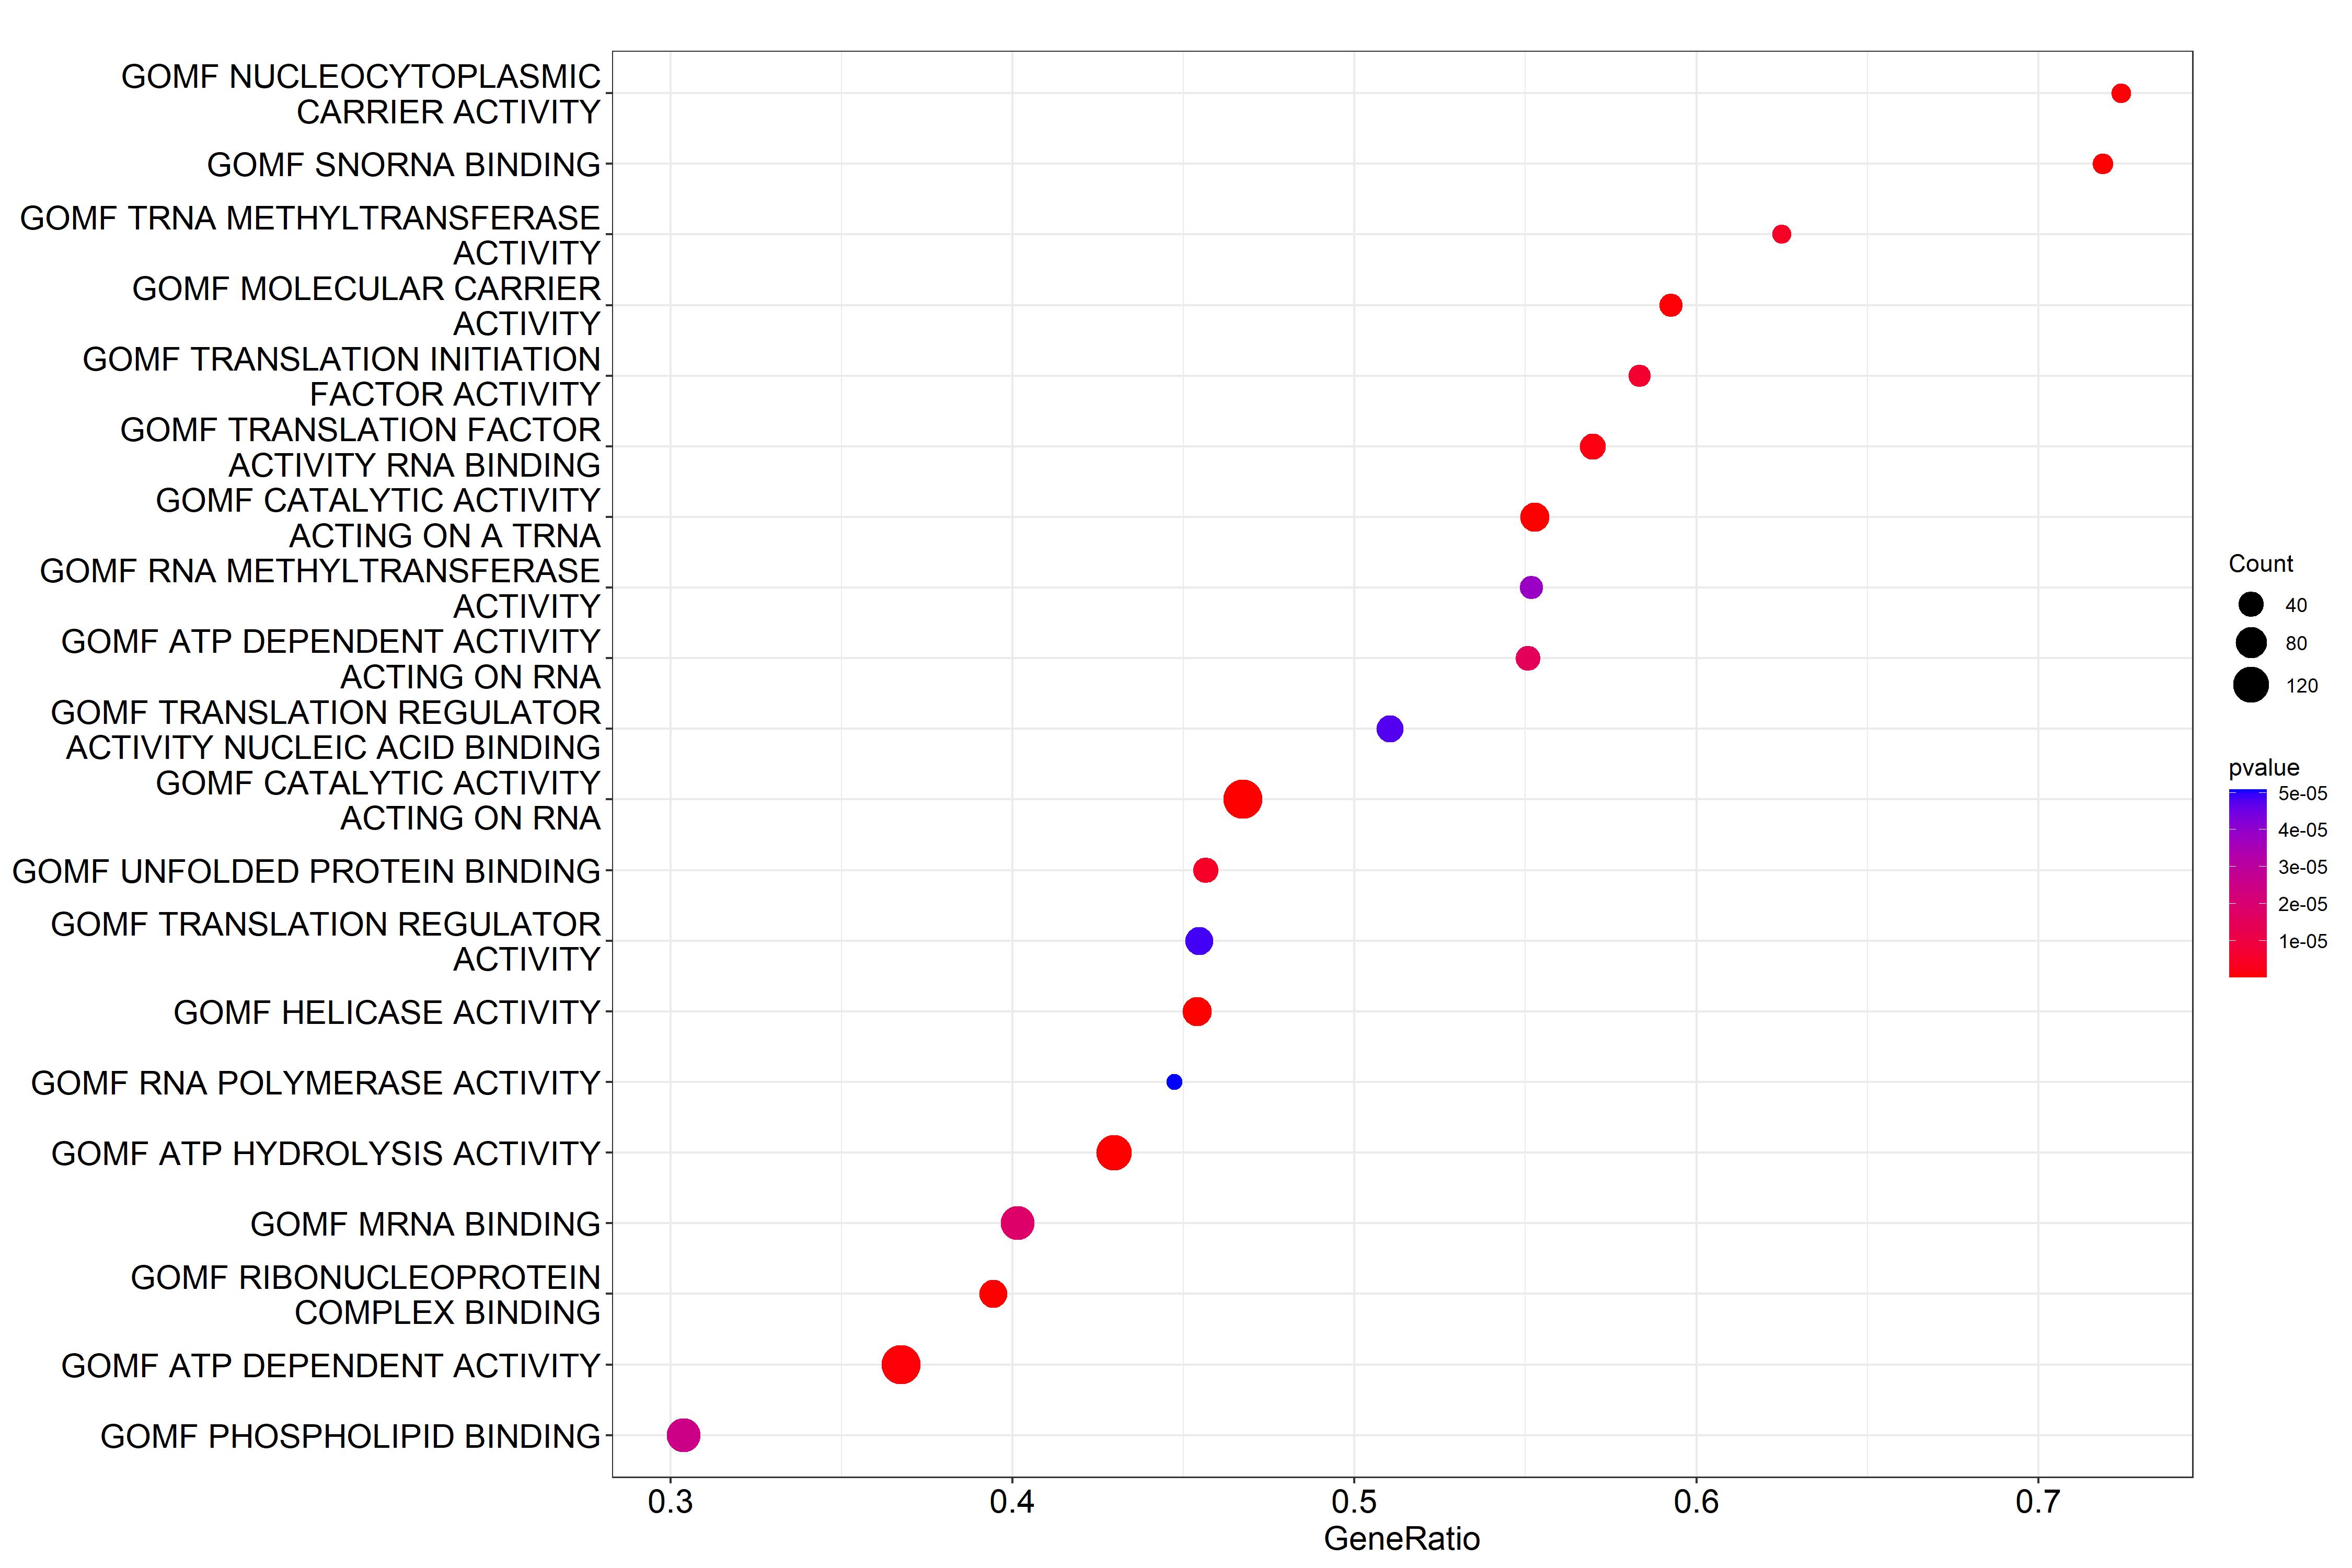 GOMF NUCLEOCYTOPLASMIC
CARRIER ACTIVITY
GOMF SNORNA BINDING
GOMF TRNA METHYLTRANSFERASE
ACTIVITY
GOMF MOLECULAR CARRIER
ACTIVITY
GOMF TRANSLATION INITIATION
FACTOR ACTIVITY
GOMF TRANSLATION FACTOR
ACTIVITY RNA BINDING
GOMF CATALYTIC ACTIVITY
ACTING ON A TRNA
GOMF RNA METHYLTRANSFERASE
ACTIVITY
GOMF ATP DEPENDENT ACTIVITY
ACTING ON RNA
GOMF TRANSLATION REGULATOR
ACTIVITY NUCLEIC ACID BINDING
GOMF CATALYTIC ACTIVITY
ACTING ON RNA
GOMF UNFOLDED PROTEIN BINDING
GOMF TRANSLATION REGULATOR
ACTIVITY
GOMF HELICASE ACTIVITY
GOMF RNA POLYMERASE ACTIVITY
GOMF ATP HYDROLYSIS ACTIVITY
GOMF MRNA BINDING
GOMF RIBONUCLEOPROTEIN
COMPLEX BINDING
GOMF ATP DEPENDENT ACTIVITY
GOMF PHOSPHOLIPID BINDING
0.3 0.4 0.5 0.6 0.7
GeneRatio
Count
40
80
120
pvalue
5e-05
4e-05
3e-05
2e-05
1e-05